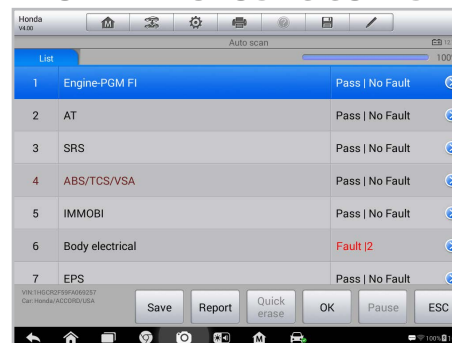 Honda
V4.00
Auto scan
List
100%
1 Engine-PGM FI Pass | No Fault
2 AT Pass | No Fault
3 SRS Pass | No Fault
4 ABS/TCS/VSA Pass | No Fault
5 IMMOBI Pass | No Fault
6 Body electrical Fault |2
7 EPS Pass | No Fault
Car: Honda/ACCORD/USA
Save Report Quick erase OK Pause ESC
100%